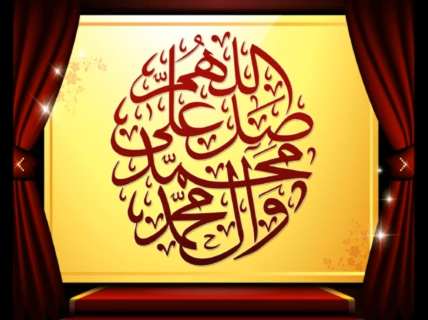 اللهم
صل على
محمد
وآل محمد